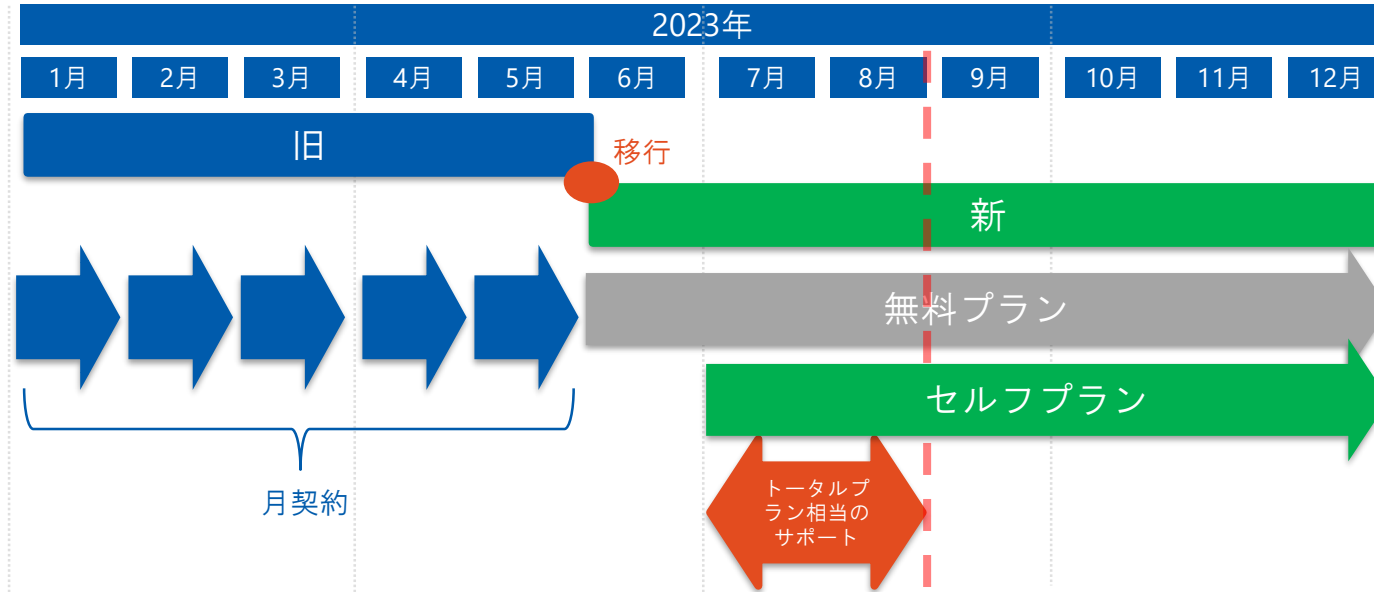 2023年
1月
2月
3月
4月
5月
6月
7月
8月
9月
10月
11月
12月
旧
移行
新
無料プラン
セルフプラン
月契約
トータルプ
ラン相当の
サポート